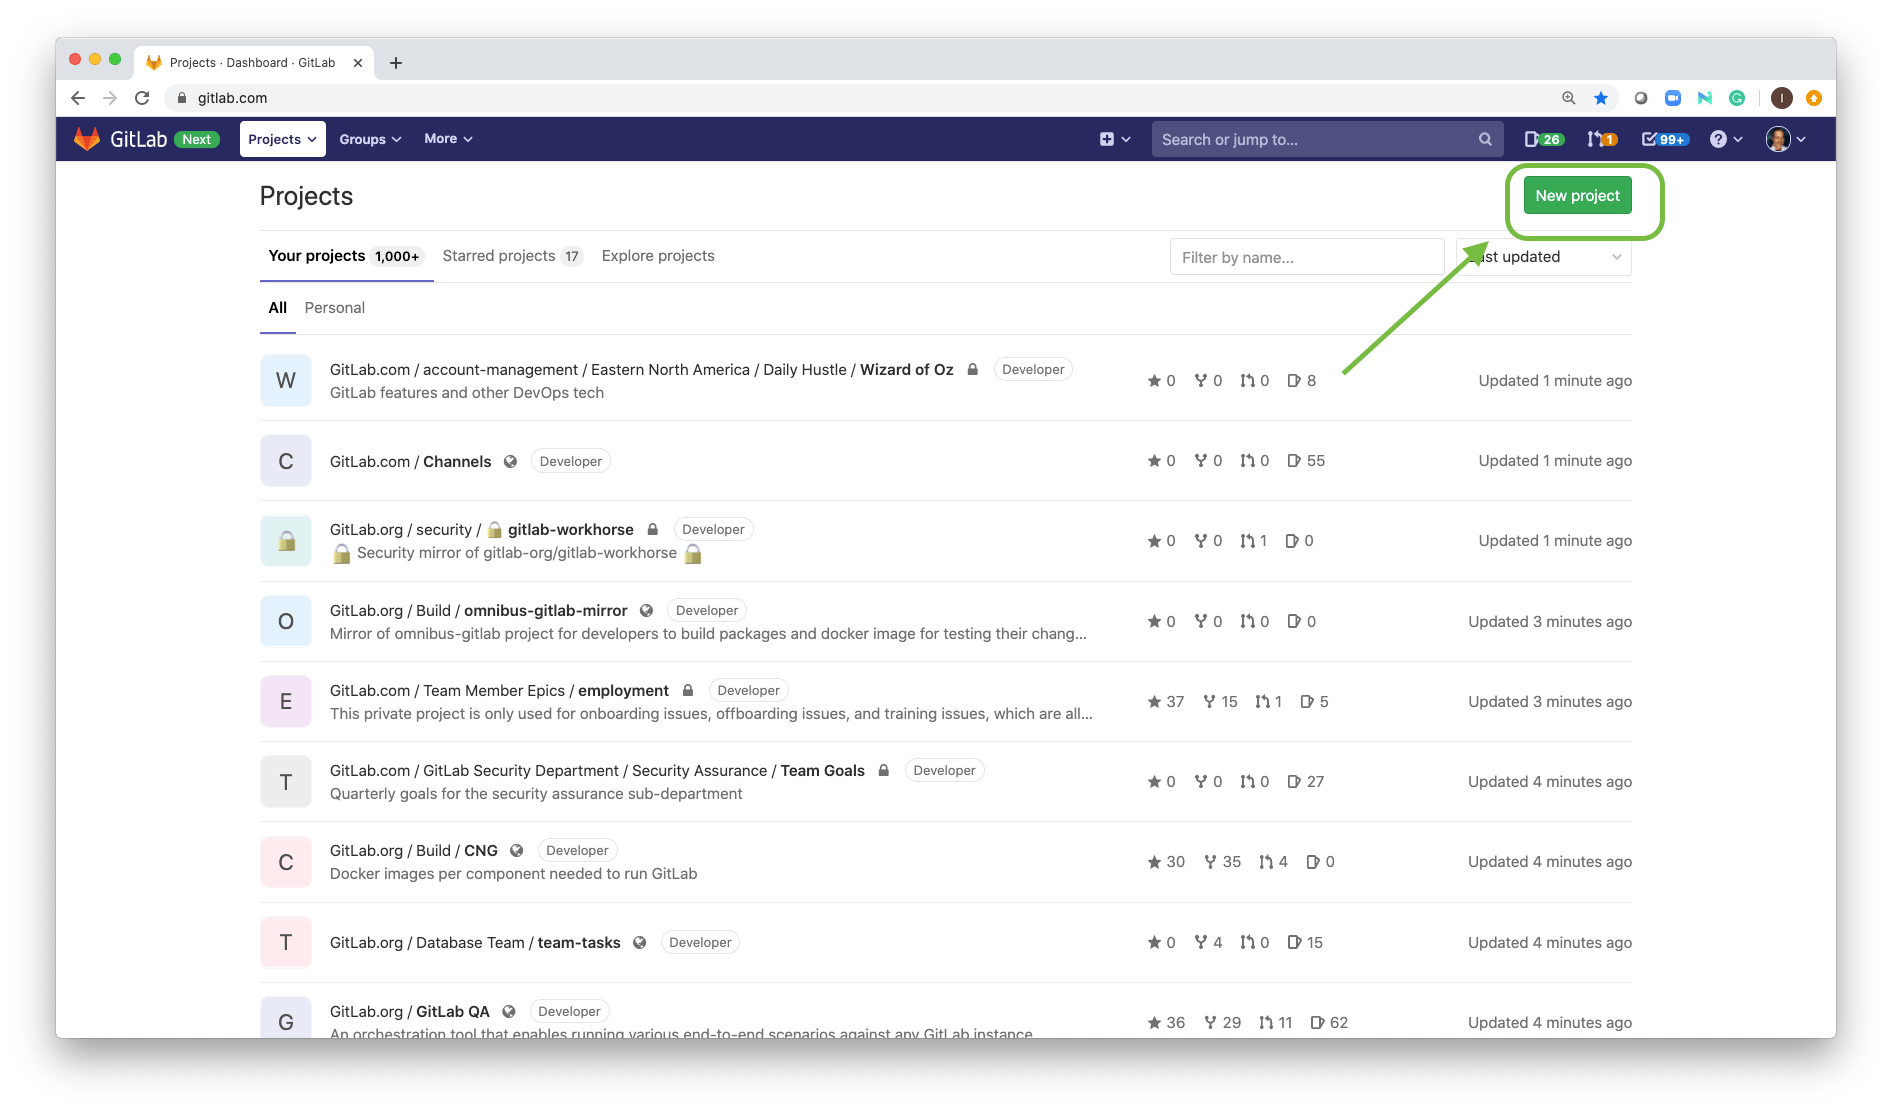 Projects · Dashboard · GitLab
gitlab.com
I
GitLab Next Projects Groups More Search or jump to... 26 1 99+ ?
Projects New project
Your projects 1,000+ Starred projects 17 Explore projects Filter by name... updated
All Personal
W GitLab.com / account-management / Eastern North America / Daily Hustle / Wizard of Oz Developer
GitLab features and other DevOps tech
0 0 0 8 Updated 1 minute ago
C GitLab.com / Channels Developer
0 0 0 55 Updated 1 minute ago
GitLab.org / security / gitlab-workhorse Developer
Security mirror of gitlab-org/gitlab-workhorse
0 0 1 0 Updated 1 minute ago
O GitLab.org / Build / omnibus-gitlab-mirror Developer
Mirror of omnibus-gitlab project for developers to build packages and docker image for testing their chang...
0 0 0 0 Updated 3 minutes ago
E GitLab.com / Team Member Epics / employment Developer
This private project is only used for onboarding issues, offboarding issues, and training issues, which are all...
37 15 1 5 Updated 3 minutes ago
T GitLab.com / GitLab Security Department / Security Assurance / Team Goals Developer
Quarterly goals for the security assurance sub-department
0 0 0 27 Updated 4 minutes ago
C GitLab.org / Build / CNG Developer
Docker images per component needed to run GitLab
30 35 4 0 Updated 4 minutes ago
T GitLab.org / Database Team / team-tasks Developer
0 4 0 15 Updated 4 minutes ago
G GitLab.org / GitLab QA Developer
An orchestration tool that enables running various end-to-end scenarios against any GitLab instance
36 29 11 62 Updated 4 minutes ago